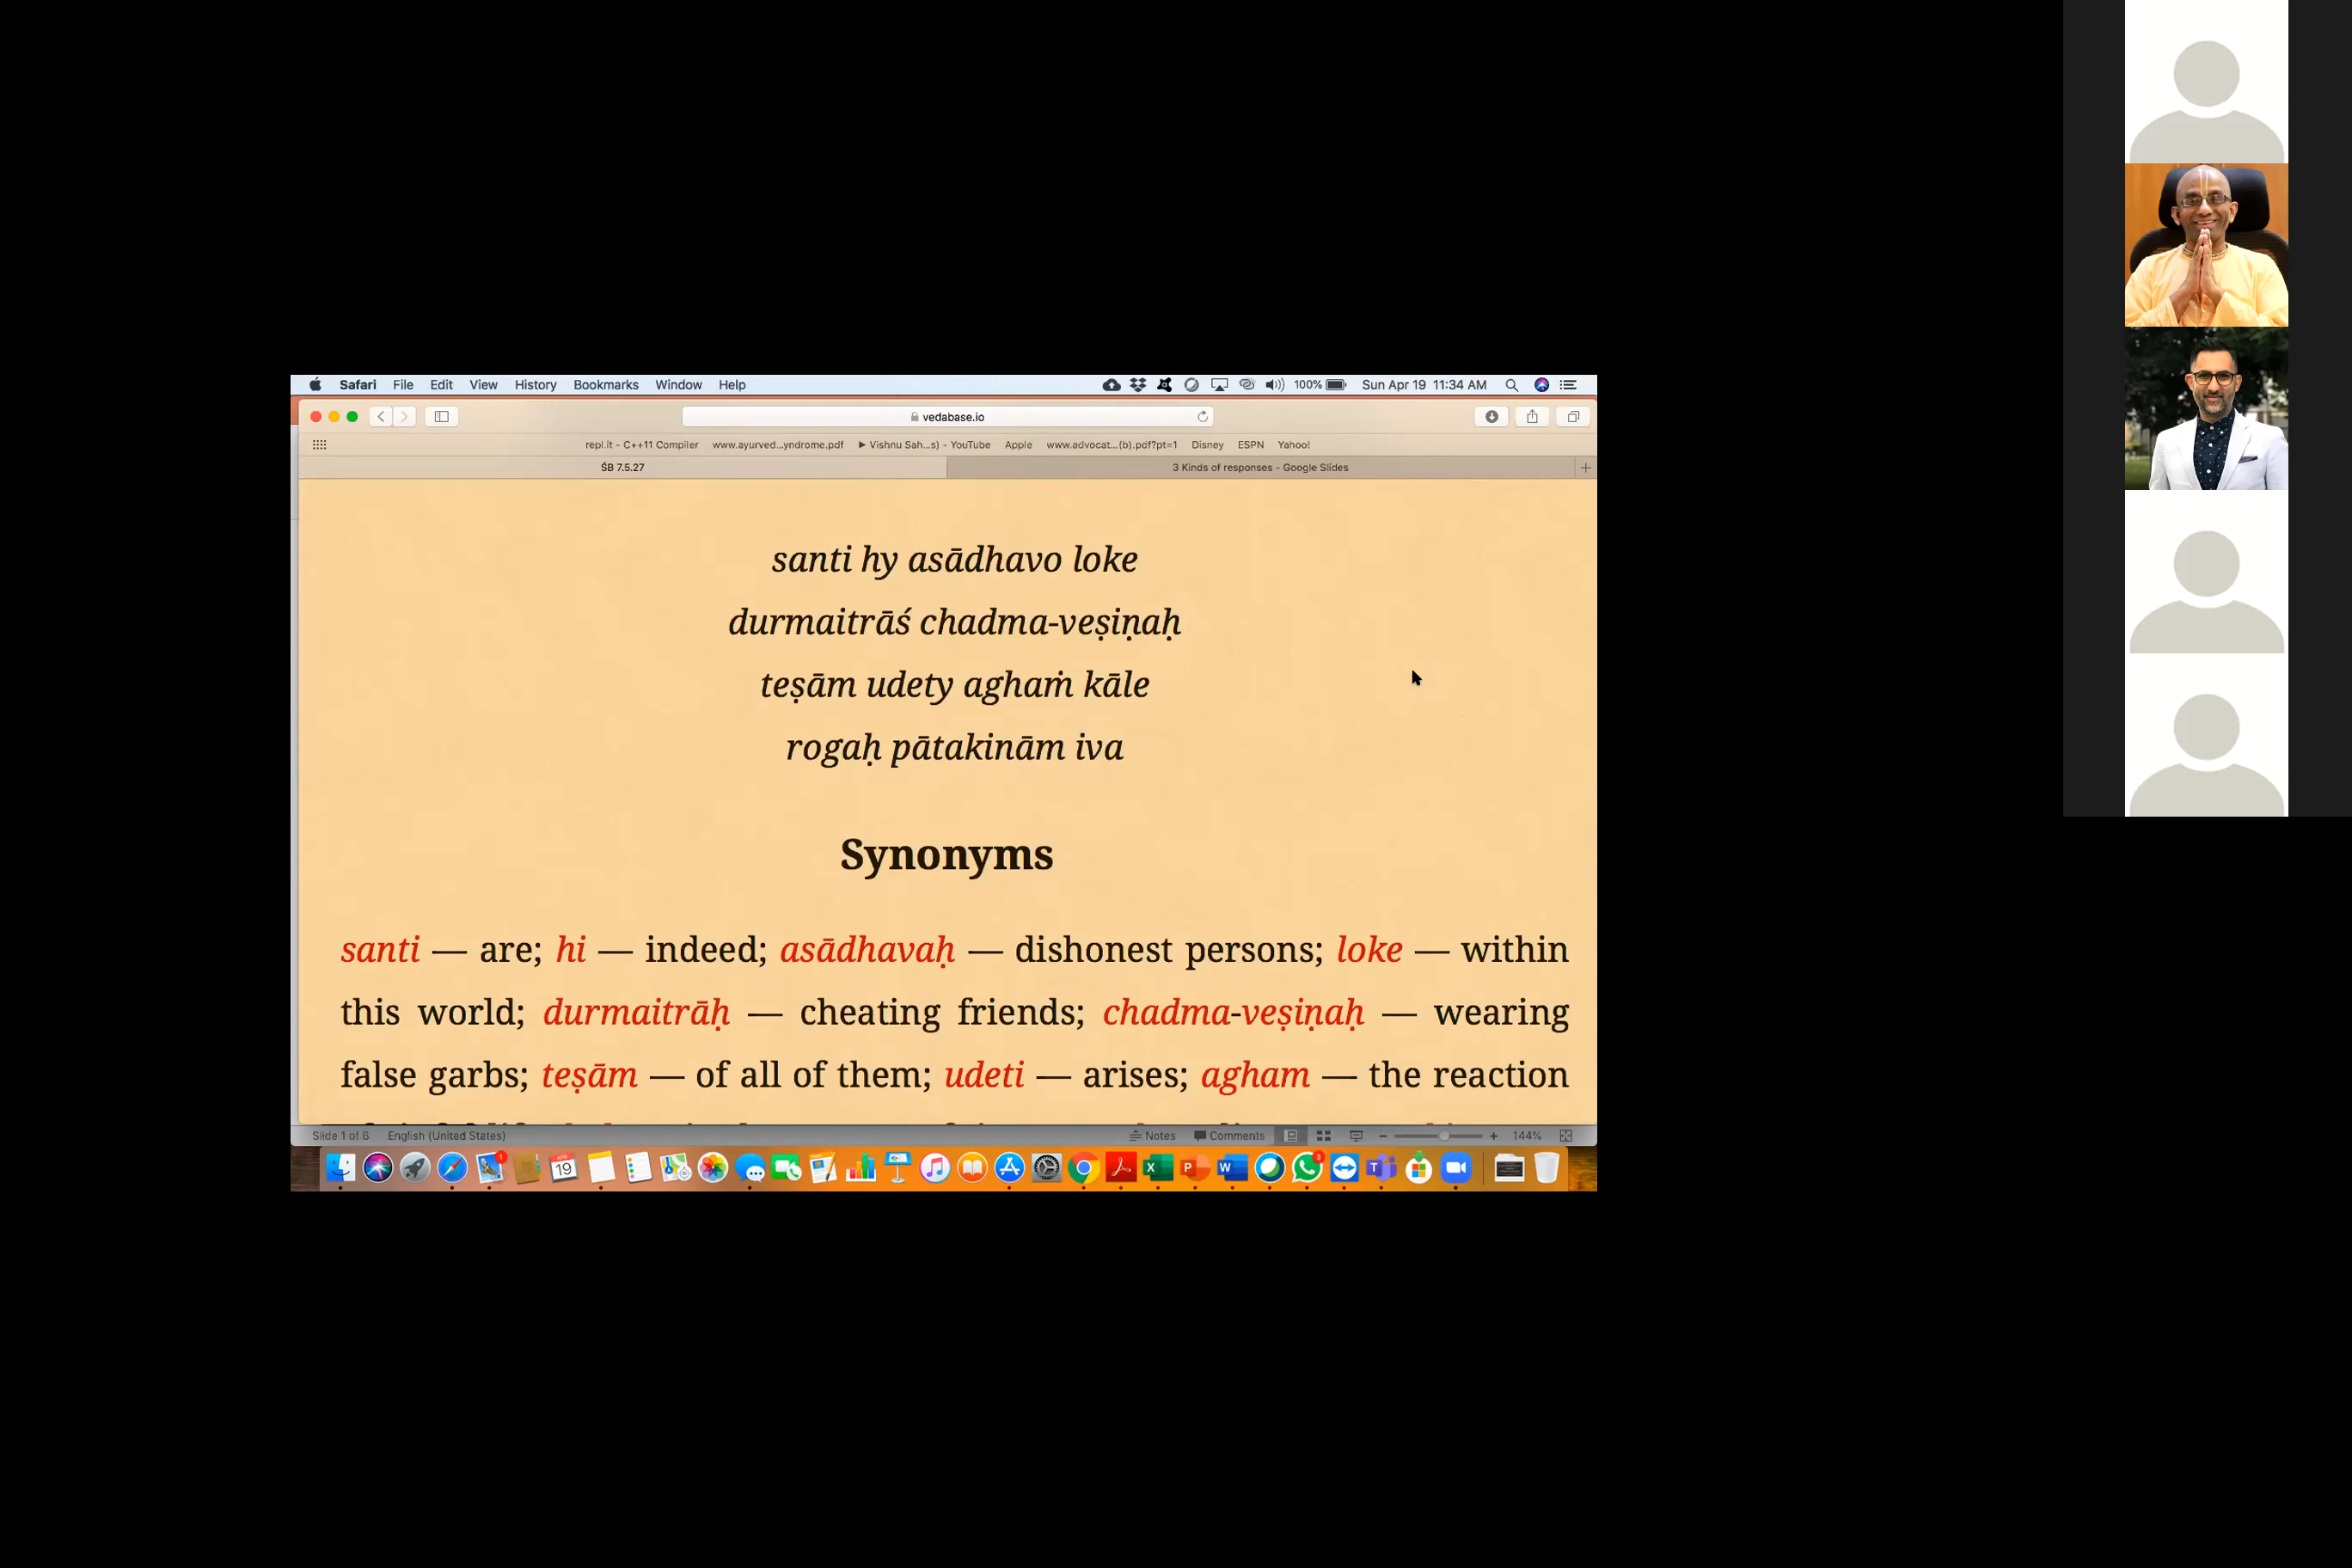 Safari File Edit View History Bookmarks Window Help 100% Sun Apr 19 11:34 AM
vedabase.io
repl.it - C++11 Compiler www.ayurved...yndrome.pdf ▶ Vishnu Sah...s) - YouTube Apple www.advocat...(b).pdf?pt=1 Disney ESPN Yahoo!
ŚB 7.5.27 3 Kinds of responses - Google Slides
santi hy asādhavo loke
durmaitrāś chadma-veṣiṇaḥ
teṣām udety aghaṁ kāle
rogaḥ pātakinām iva
Synonyms
santi — are; hi — indeed; asādhavaḥ — dishonest persons; loke — within
this world; durmaitrāḥ — cheating friends; chadma-veṣiṇaḥ — wearing
false garbs; teṣām — of all of them; udeti — arises; agham — the reaction
Slide 1 of 6 English (United States) Notes Comments 144%
19